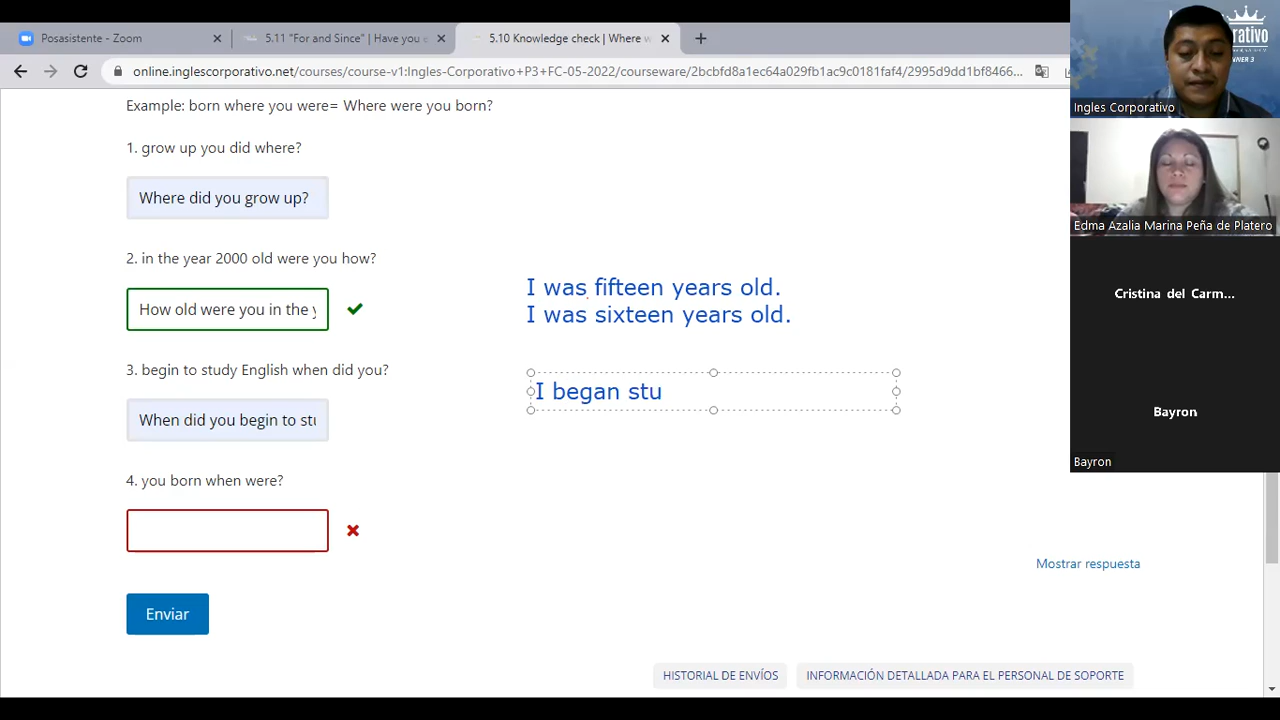 Posasistente - Zoom
5.11 "For and Since" | Have you e
5.10 Knowledge check | Where w
online.inglescorporativo.net/courses/course-v1:Ingles-Corporativo+P3+FC-05-2022/courseware/2bcbfd8a1ec64a029fb1ac9c0181faf4/2995d9dd1bf8466...
Example: born where you were= Where were you born?
1. grow up you did where?
Where did you grow up?
2. in the year 2000 old were you how?
How old were you in the y
I was fifteen years old.
I was sixteen years old.
3. begin to study English when did you?
When did you begin to stu
I began stu
4. you born when were?
Mostrar respuesta
Enviar
HISTORIAL DE ENVÍOS
INFORMACIÓN DETALLADA PARA EL PERSONAL DE SOPORTE
Ingles Corporativo
Edma Azalia Marina Peña de Platero
Cristina del Carm...
Bayron
Bayron